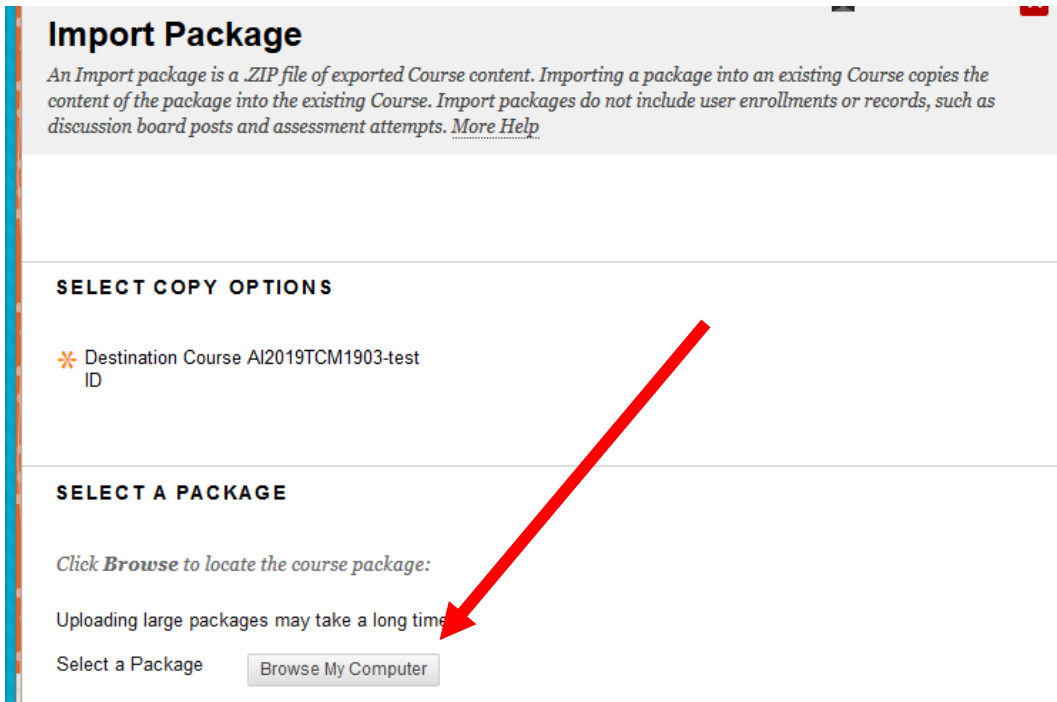 Import Package
An Import package is a .ZIP file of exported Course content. Importing a package into an existing Course copies the
content of the package into the existing Course. Import packages do not include user enrollments or records, such as
discussion board posts and assessment attempts. More Help
SELECT COPY OPTIONS
Destination Course AI2019TCM1903-test
ID
SELECT A PACKAGE
Click Browse to locate the course package:
Uploading large packages may take a long time
Select a Package Browse My Computer